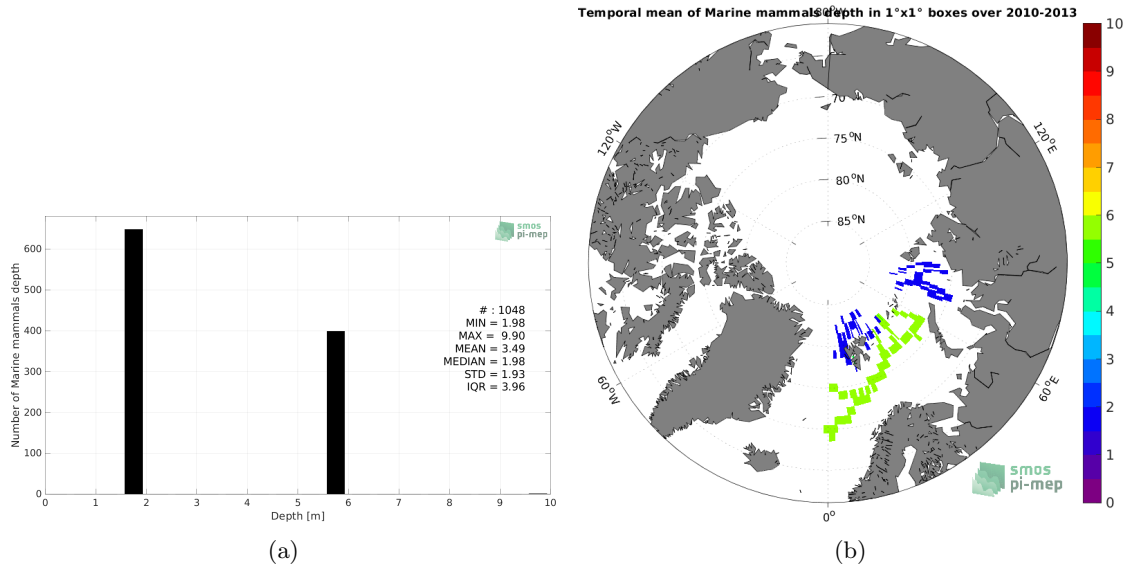 Temporal mean of Marine mammals depth in 1°x1° boxes over 2010-2013
180°W
smos
pi-mep
Number of Marine mammals depth
600
500
400
300
200
100
0
# : 1048
MIN = 1.98
MAX = 9.90
MEAN = 3.49
MEDIAN = 1.98
STD = 1.93
IQR = 3.96
0 1 2 3 4 5 6 7 8 9 10
Depth [m]
(a)
120°W
120°E
70°N
75°N
80°N
85°N
60°W
60°E
0°
smos
pi-mep
10
9
8
7
6
5
4
3
2
1
0
(b)